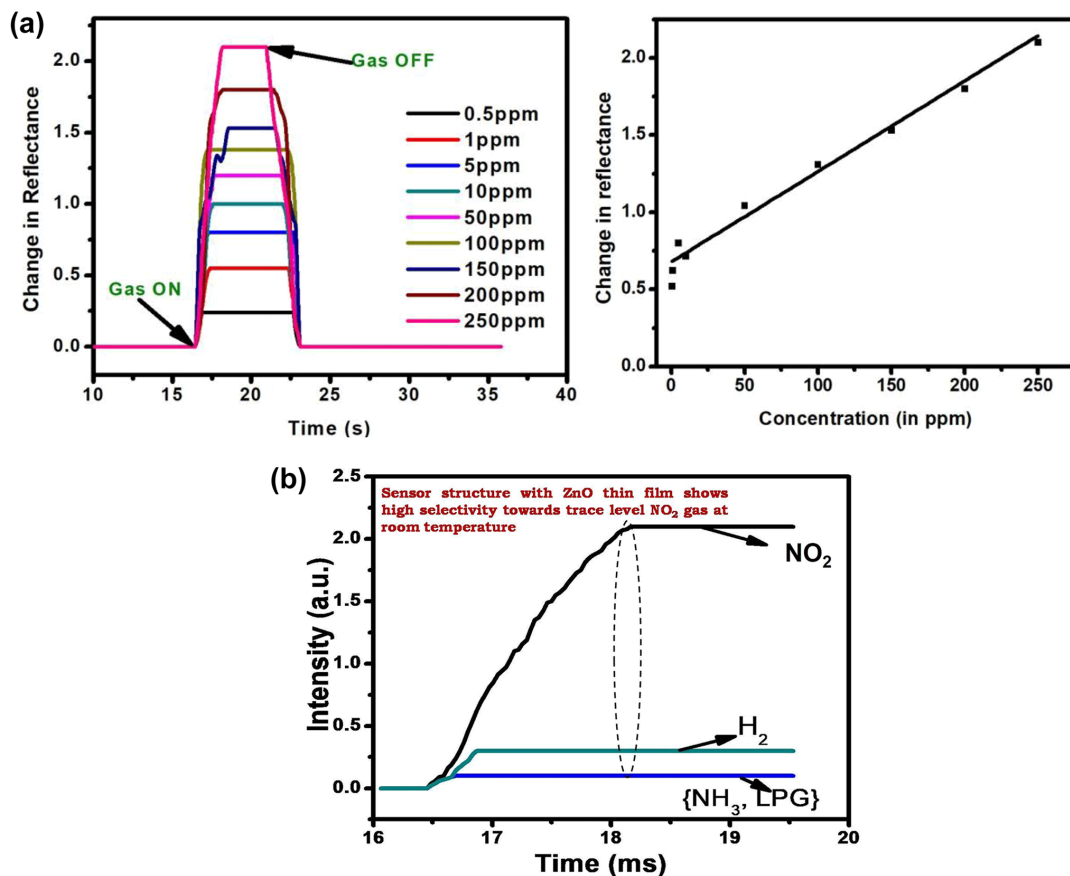 (a)
Change in Reflectance
2.0
1.5
1.0
0.5
0.0
Gas OFF
Gas ON
0.5ppm
1ppm
5ppm
10ppm
50ppm
100ppm
150ppm
200ppm
250ppm
10 15 20 25 30 35 40
Time (s)
Change in reflectance
2.0
1.5
1.0
0.5
0.0
0 50 100 150 200 250
Concentration (in ppm)
(b)
Intensity (a.u.)
2.5
2.0
1.5
1.0
0.5
0.0
Sensor structure with ZnO thin film shows
high selectivity towards trace level NO₂ gas at
room temperature
NO₂
H₂
{NH₃, LPG}
16 17 18 19 20
Time (ms)